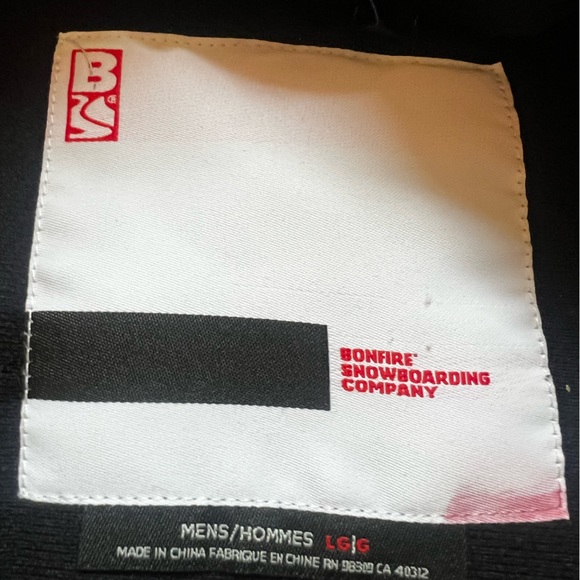 B
BONFIRE
SNOWBOARDING
COMPANY
MENS/HOMMES LG|G
MADE IN CHINA FABRIQUE EN CHINE RN 98309 CA 40312